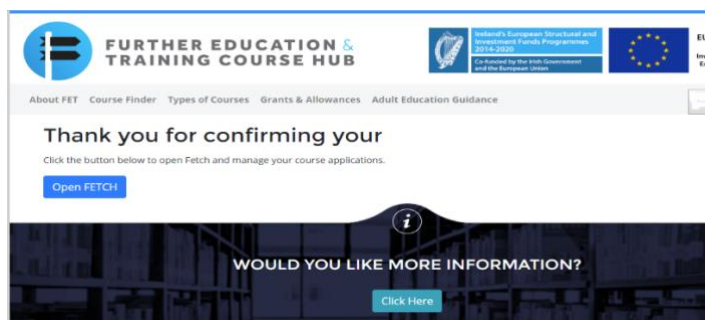 FURTHER EDUCATION &
TRAINING COURSE HUB
Ireland's European Structural and
Investment Funds Programmes
2014-2020
Co-funded by the Irish Government
and the European Union
EU
About FET Course Finder Types of Courses Grants & Allowances Adult Education Guidance
Thank you for confirming your
Click the button below to open Fetch and manage your course applications.
Open FETCH
i
WOULD YOU LIKE MORE INFORMATION?
Click Here